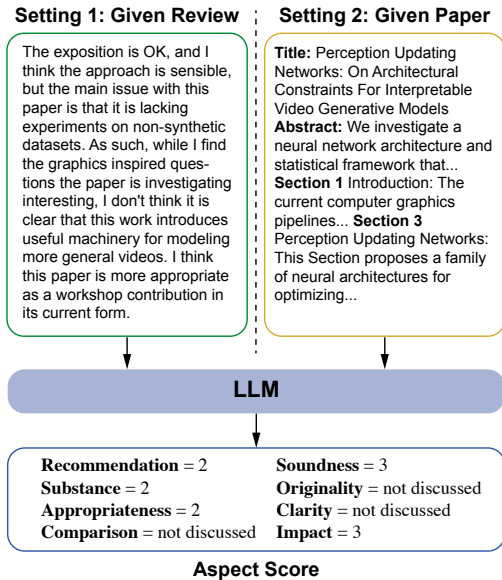 Setting 1: Given Review
The exposition is OK, and I
think the approach is sensible,
but the main issue with this
paper is that it is lacking
experiments on non-synthetic
datasets. As such, while I find
the graphics inspired ques-
tions the paper is investigating
interesting, I don't think it is
clear that this work introduces
useful machinery for modeling
more general videos. I think
this paper is more appropriate
as a workshop contribution in
its current form.
Setting 2: Given Paper
Title: Perception Updating
Networks: On Architectural
Constraints For Interpretable
Video Generative Models
Abstract: We investigate a
neural network architecture and
statistical framework that...
Section 1 Introduction: The
current computer graphics
pipelines... Section 3
Perception Updating Networks:
This Section proposes a family
of neural architectures for
optimizing...
LLM
Recommendation = 2
Substance = 2
Appropriateness = 2
Comparison = not discussed
Soundness = 3
Originality = not discussed
Clarity = not discussed
Impact = 3
Aspect Score